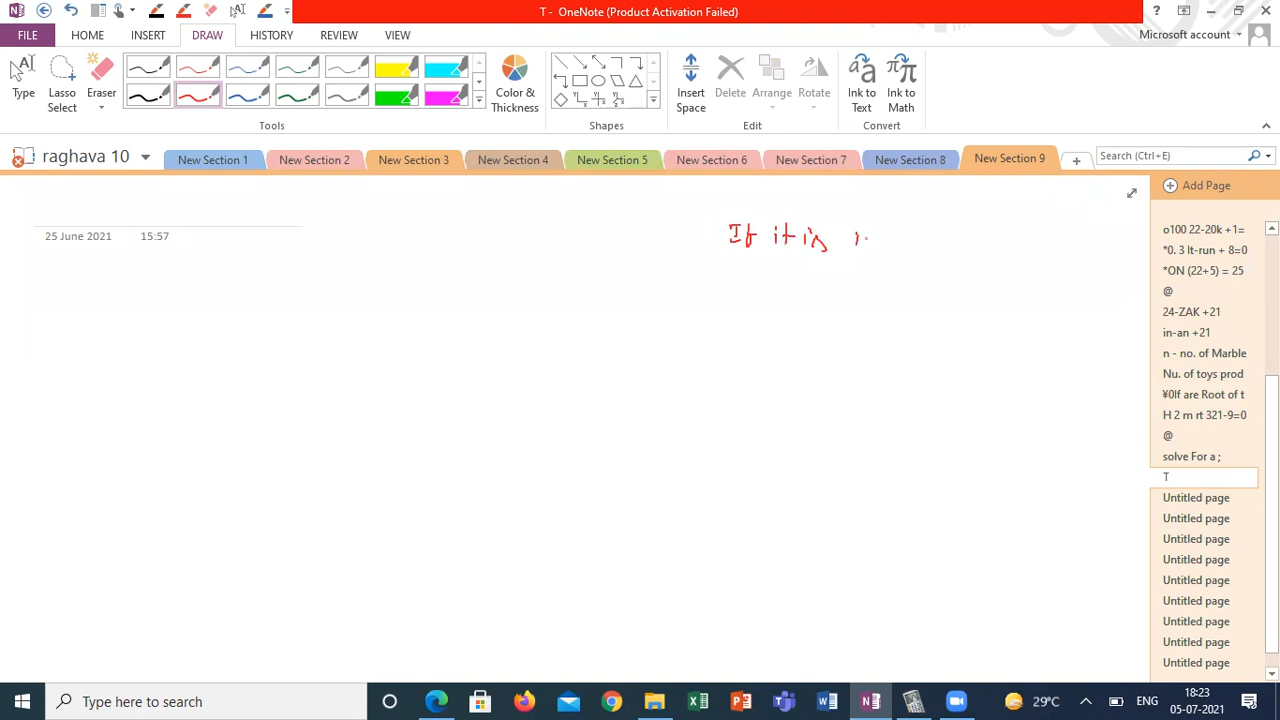 T - OneNote (Product Activation Failed)
FILE HOME INSERT DRAW HISTORY REVIEW VIEW Microsoft account
Type Lasso Select Eraser Color & Thickness Insert Space Delete Arrange Rotate Ink to Text Ink to Math
Tools Shapes Edit Convert
raghava 10 New Section 1 New Section 2 New Section 3 New Section 4 New Section 5 New Section 6 New Section 7 New Section 8 New Section 9 Search (Ctrl+E)
Add Page
25 June 2021 15:57
If it is
o100 22-20k +1=
*0. 3 lt-run + 8=0
*ON (22+5) = 25
@
24-ZAK +21
in-an +21
n - no. of Marble
Nu. of toys prod
¥0lf are Root of t
H 2 m rt 321-9=0
@
solve For a ;
T
Untitled page
Untitled page
Untitled page
Untitled page
Untitled page
Untitled page
Untitled page
Untitled page
Untitled page
Type here to search 29°C ENG 18:23
05-07-2021